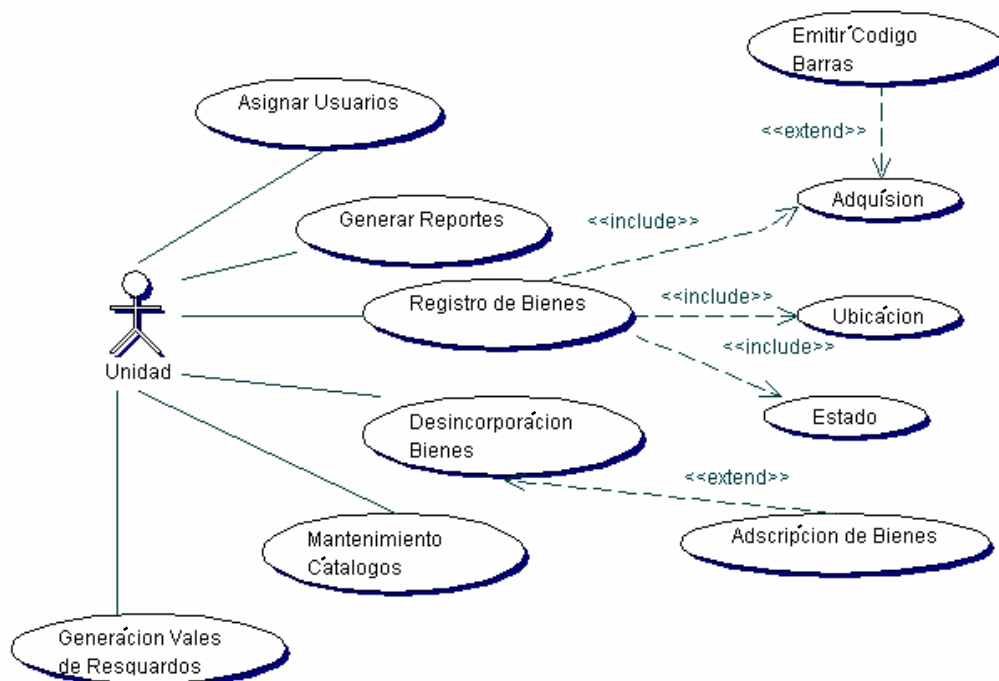 Emitir Codigo
Barras
Asignar Usuarios
<<extend>>
Adquision
Generar Reportes
<<include>>
Registro de Bienes
<<include>>
Ubicacion
<<include>>
Unidad
Estado
Desincorporacion
Bienes
<<extend>>
Adscripcion de Bienes
Mantenimiento
Catalogos
Generacion Vales
de Resguardos